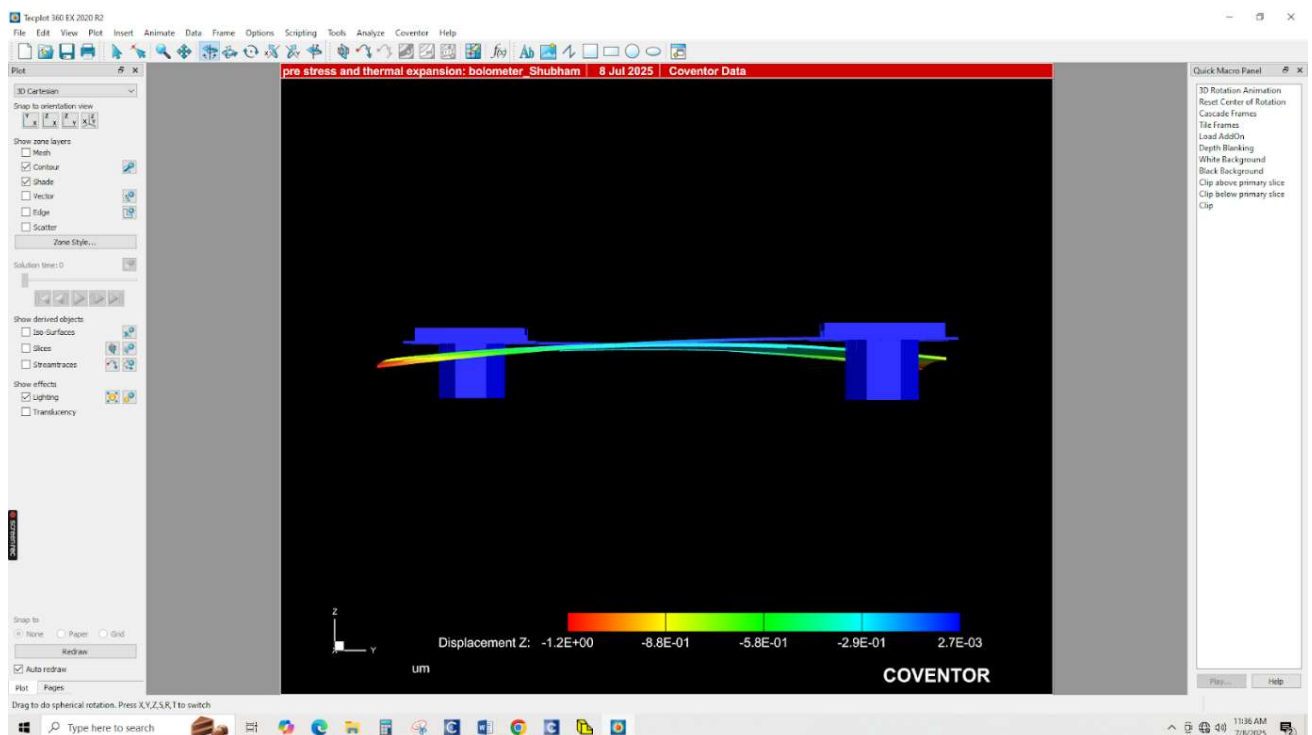 Tecplot 360 EX 2020 R2
File Edit View Plot Insert Animate Data Frame Options Scripting Tools Analyze Coventor Help
Plot
3D Cartesian
Snap to orientation view
Show zone layers
Mesh
Contour
Shade
Vector
Edge
Scatter
Zone Style...
Solution time: 0
Show derived objects
Iso-Surfaces
Slices
Streamtraces
Show effects
Lighting
Translucency
Snap to
None Paper Grid
Redraw
Auto redraw
Plot Pages
Drag to do spherical rotation. Press X,Y,Z,S,R,T to switch
pre stress and thermal expansion: bolometer_Shubham | 8 Jul 2025 | Coventor Data
Z
X Y
um
Displacement Z: -1.2E+00 -8.8E-01 -5.8E-01 -2.9E-01 2.7E-03
COVENTOR
Quick Macro Panel
3D Rotation Animation
Reset Center of Rotation
Cascade Frames
Tile Frames
Load AddOn
Depth Blanking
White Background
Black Background
Clip above primary slice
Clip below primary slice
Clip
Play... Help
Type here to search
11:36 AM
7/8/2025